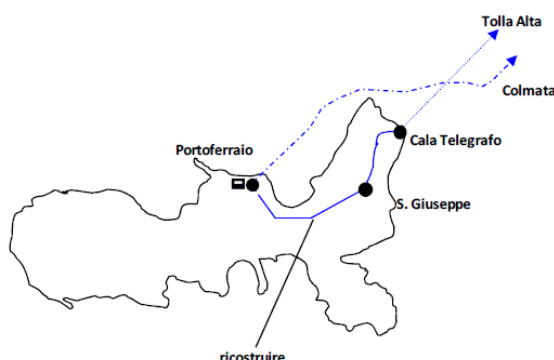 Tolla Alta
Colmata
Cala Telegrafo
Portoferraio
S. Giuseppe
ricostruire